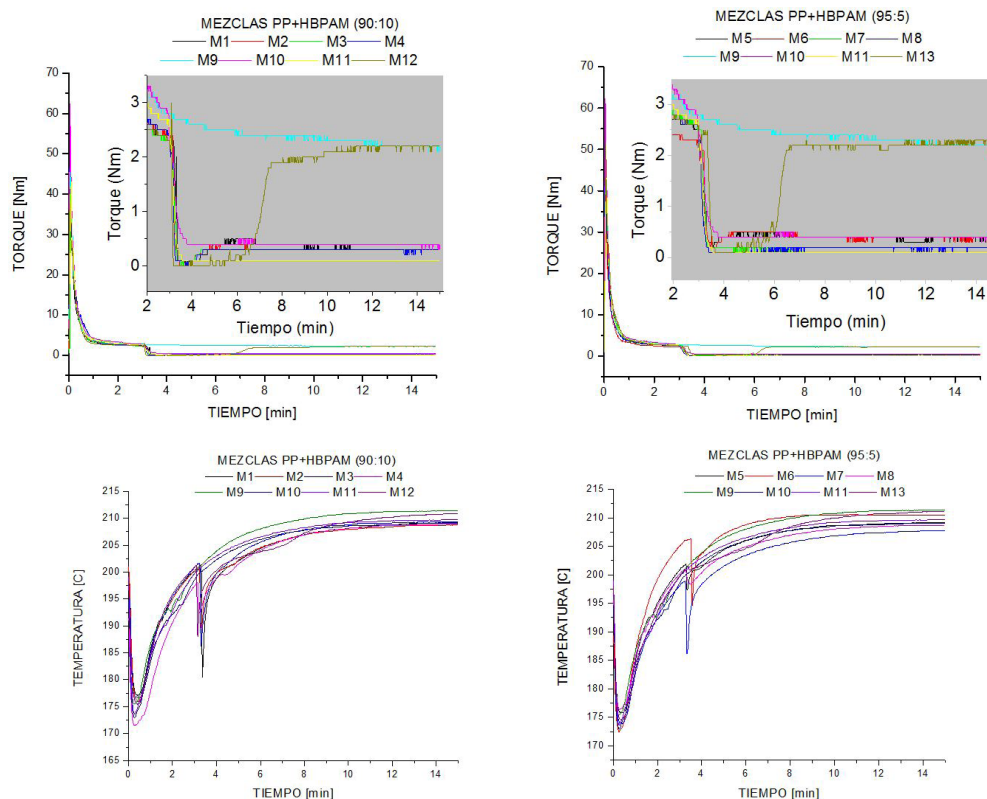 MEZCLAS PP+HBPAM (90:10)
M1 M2 M3 M4
M9 M10 M11 M12
70
60
50
40
30
20
10
0
TORQUE [Nm]
0 2 4 6 8 10 12 14
TIEMPO [min]
3
2
1
0
Torque (Nm)
2 4 6 8 10 12 14
Tiempo (min)
MEZCLAS PP+HBPAM (95:5)
M5 M6 M7 M8
M9 M10 M11 M13
70
60
50
40
30
20
10
0
TORQUE [Nm]
0 2 4 6 8 10 12 14
TIEMPO [min]
3
2
1
0
Torque (Nm)
2 4 6 8 10 12 14
Tiempo (min)
MEZCLAS PP+HBPAM (90:10)
M1 M2 M3 M4
M9 M10 M11 M12
215
210
205
200
195
190
185
180
175
170
165
TEMPERATURA [C]
0 2 4 6 8 10 12 14
TIEMPO [min]
MEZCLAS PP+HBPAM (95:5)
M5 M6 M7 M8
M9 M10 M11 M13
215
210
205
200
195
190
185
180
175
170
TEMPERATURA [C]
0 2 4 6 8 10 12 14
TIEMPO [min]